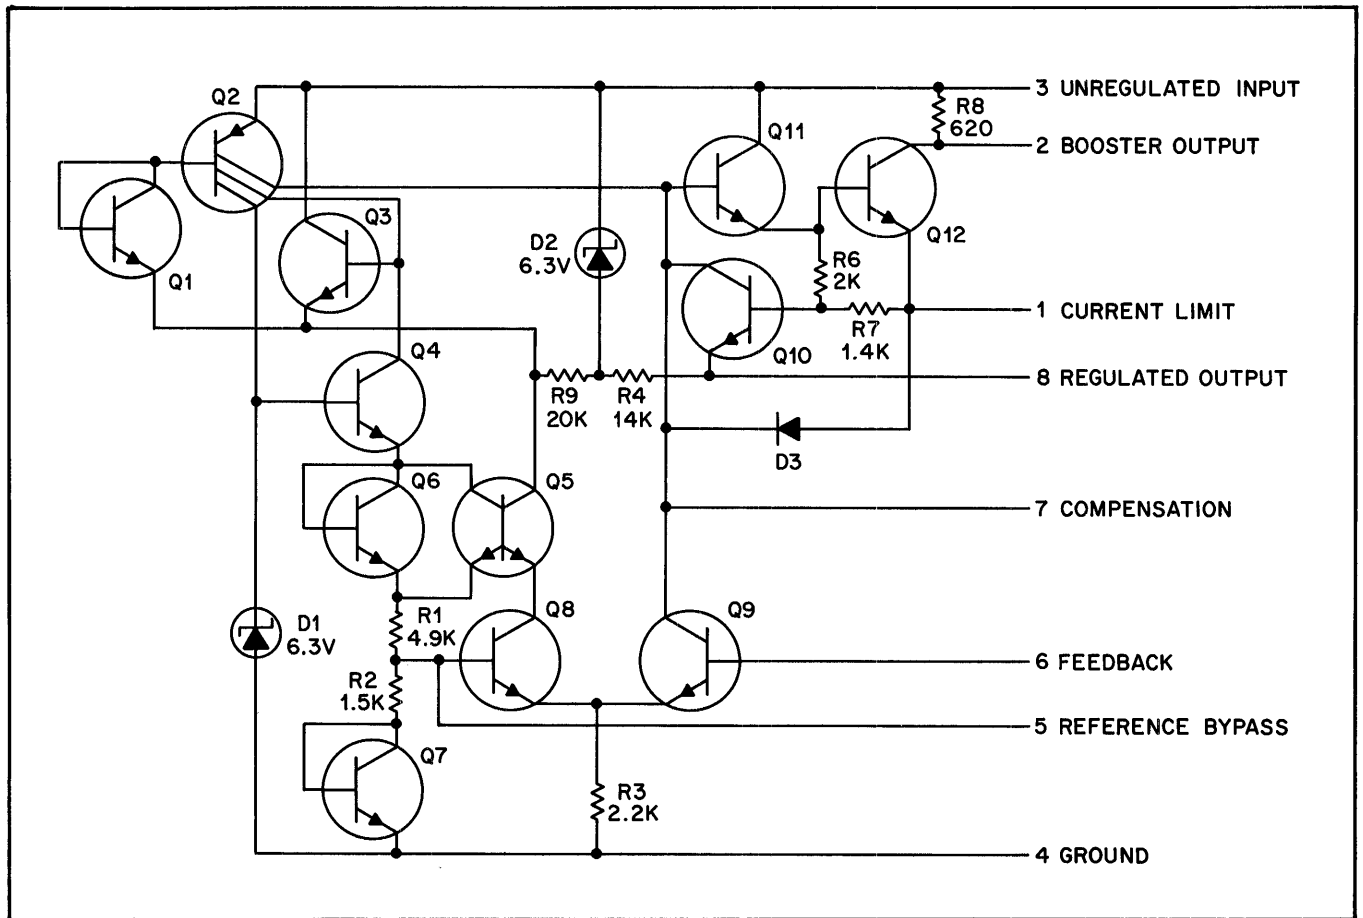 Q2
3 UNREGULATED INPUT
R8
620
Q11
2 BOOSTER OUTPUT
Q3
D2
6.3V
Q12
Q1
R6
2K
1 CURRENT LIMIT
R7
1.4K
Q10
Q4
8 REGULATED OUTPUT
R9
20K
R4
14K
D3
Q6
Q5
7 COMPENSATION
D1
6.3V
R1
4.9K
Q8
Q9
6 FEEDBACK
R2
1.5K
5 REFERENCE BYPASS
Q7
R3
2.2K
4 GROUND